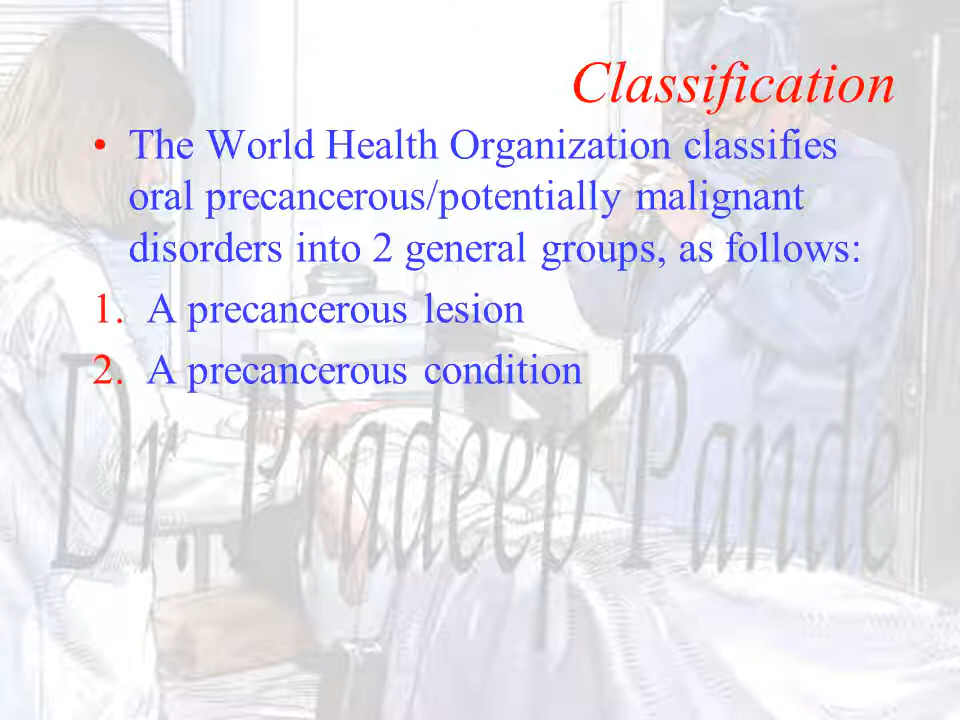 Classification
• The World Health Organization classifies
oral precancerous/potentially malignant
disorders into 2 general groups, as follows:
1. A precancerous lesion
2. A precancerous condition
Dr. Pradeep Pande